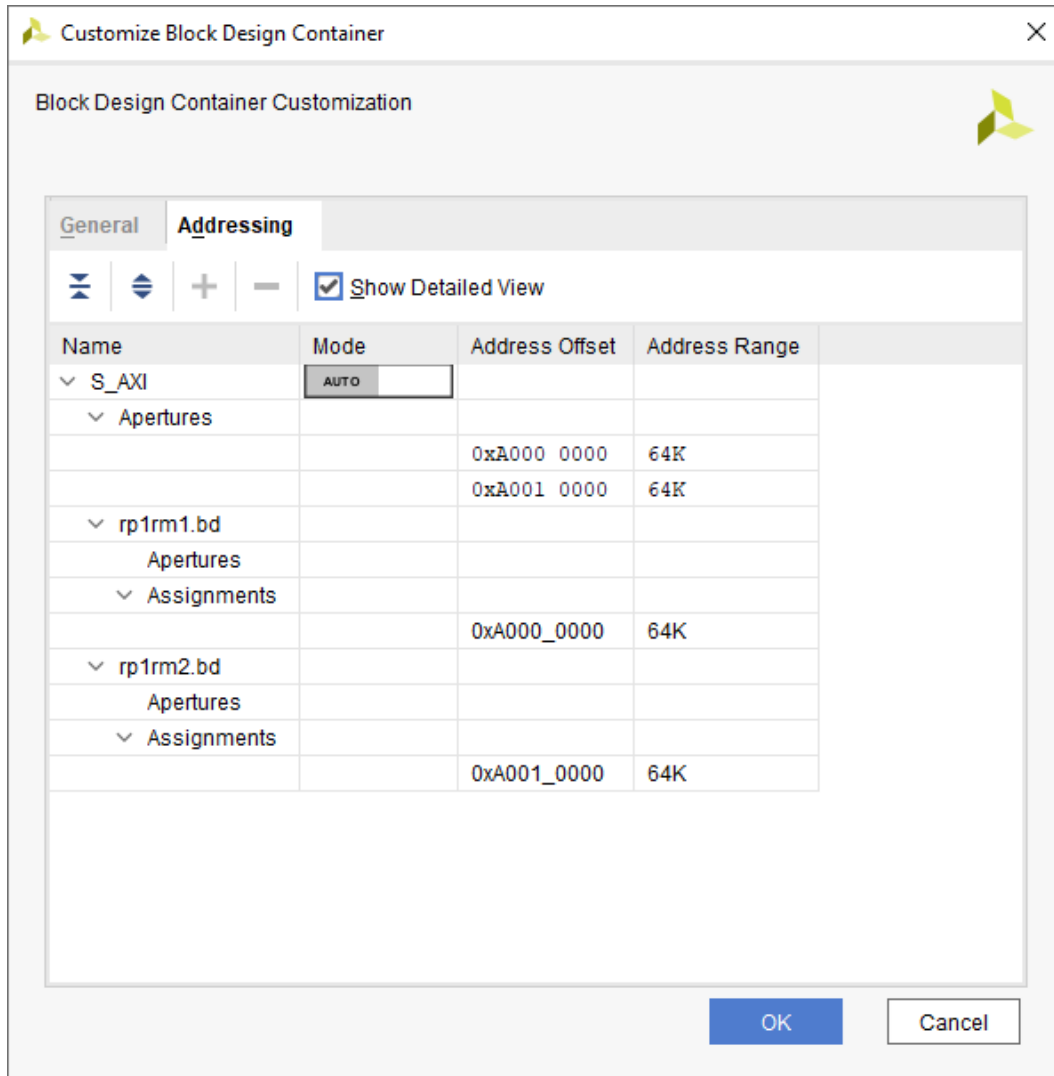 Customize Block Design Container
Block Design Container Customization
General Addressing
Show Detailed View
Name Mode Address Offset Address Range
S_AXI AUTO
Apertures
0xA000 0000 64K
0xA001 0000 64K
rp1rm1.bd
Apertures
Assignments
0xA000_0000 64K
rp1rm2.bd
Apertures
Assignments
0xA001_0000 64K
OK Cancel